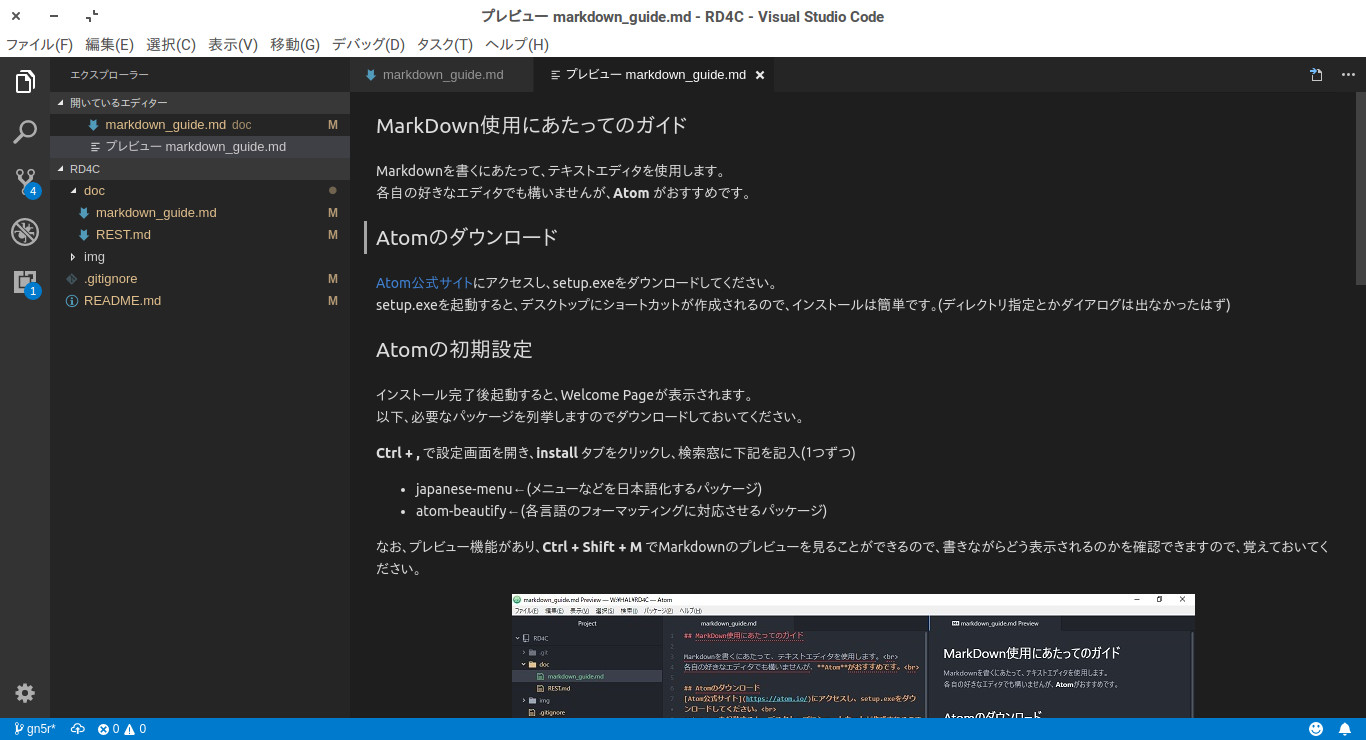 プレビュー markdown_guide.md - RD4C - Visual Studio Code
ファイル(F) 編集(E) 選択(C) 表示(V) 移動(G) デバッグ(D) タスク(T) ヘルプ(H)
エクスプローラー
markdown_guide.md
プレビュー markdown_guide.md
開いているエディター
markdown_guide.md doc M
プレビュー markdown_guide.md
RD4C
doc
markdown_guide.md M
REST.md M
img
.gitignore M
README.md M
4
1
MarkDown使用にあたってのガイド
Markdownを書くにあたって、テキストエディタを使用します。
各自の好きなエディタでも構いませんが、Atom がおすすめです。
Atomのダウンロード
Atom公式サイトにアクセスし、setup.exeをダウンロードしてください。
setup.exeを起動すると、デスクトップにショートカットが作成されるので、インストールは簡単です。(ディレクトリ指定とかダイアログは出なかったはず)
Atomの初期設定
インストール完了後起動すると、Welcome Pageが表示されます。
以下、必要なパッケージを列挙しますのでダウンロードしておいてください。
Ctrl + , で設定画面を開き、install タブをクリックし、検索窓に下記を記入(1つずつ)
• japanese-menu←(メニューなどを日本語化するパッケージ)
• atom-beautify←(各言語のフォーマッティングに対応させるパッケージ)
なお、プレビュー機能があり、Ctrl + Shift + M でMarkdownのプレビューを見ることができるので、書きながらどう表示されるのかを確認できますので、覚えておいてく
ださい。
markdown_guide.md Preview — W:¥HAL¥RD4C — Atom
ファイル(F) 編集(E) 表示(V) 選択(S) 検索(I) パッケージ(P) ヘルプ(H)
Project
markdown_guide.md
markdown_guide.md Preview
RD4C
.git
doc
markdown_guide.md
REST.md
img
.gitignore
## MarkDown使用にあたってのガイド
Markdownを書くにあたって、テキストエディタを使用します。<br>
各自の好きなエディタでも構いませんが、**Atom**がおすすめです。<br>
## Atomのダウンロード
[Atom公式サイト](https://atom.io/)にアクセスし、setup.exeをダウ
ンロードしてください。<br>
MarkDown使用にあたってのガイド
Markdownを書くにあたって、テキストエディタを使用します。
各自の好きなエディタでも構いませんが、Atomがおすすめです。
Atomのダウンロード
gn5r* 0 0